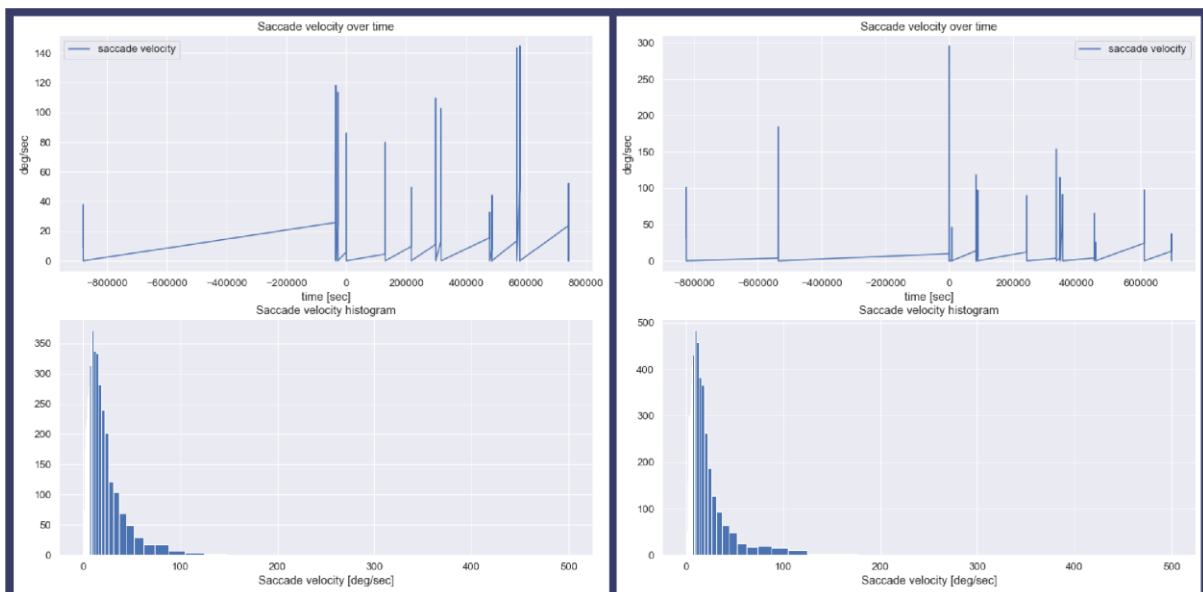 Saccade velocity over time
saccade velocity
deg/sec
140
120
100
80
60
40
20
0
−800000 −600000 −400000 −200000 0 200000 400000 600000 800000
time [sec]
Saccade velocity histogram
350
300
250
200
150
100
50
0
0 100 200 300 400 500
Saccade velocity [deg/sec]
Saccade velocity over time
saccade velocity
deg/sec
300
250
200
150
100
50
0
−800000 −600000 −400000 −200000 0 200000 400000 600000
time [sec]
Saccade velocity histogram
500
400
300
200
100
0
0 100 200 300 400 500
Saccade velocity [deg/sec]